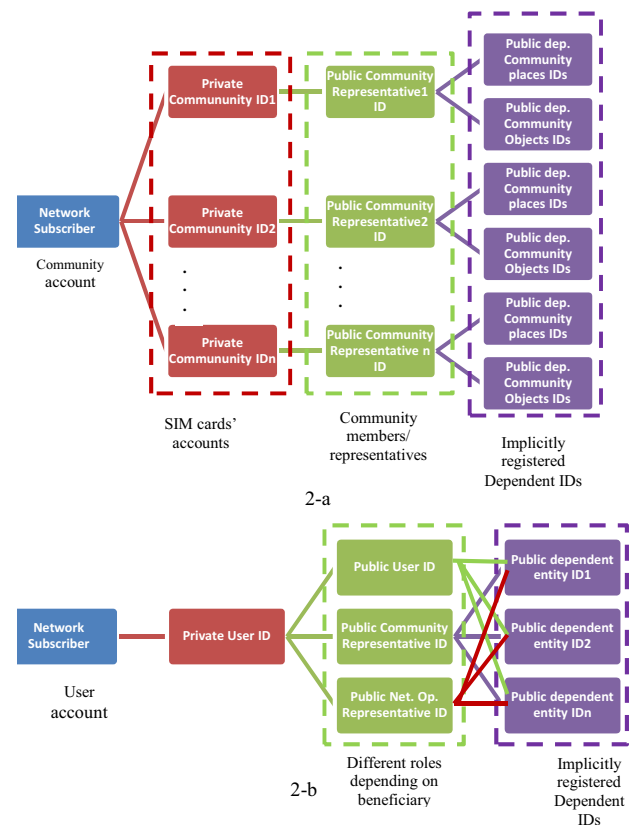 Private
Commununity ID1
Public Community
Representative1
ID
Public dep.
Community
places IDs
Public dep.
Community
Objects IDs
Network
Subscriber
Community
account
Private
Commununity ID2
Public Community
Representative2
ID
Public dep.
Community
places IDs
Public dep.
Community
Objects IDs
Private
Commununity IDn
Public Community
Representative n
ID
Public dep.
Community
places IDs
Public dep.
Community
Objects IDs
SIM cards’
accounts
Community
members/
representatives
Implicitly
registered
Dependent IDs
2-a
Network
Subscriber
User
account
Private User ID
Public User ID
Public Community
Representative ID
Public Net. Op.
Representative ID
Public dependent
entity ID1
Public dependent
entity ID2
Public dependent
entity IDn
Different roles
depending on
beneficiary
Implicitly
registered
Dependent
IDs
2-b